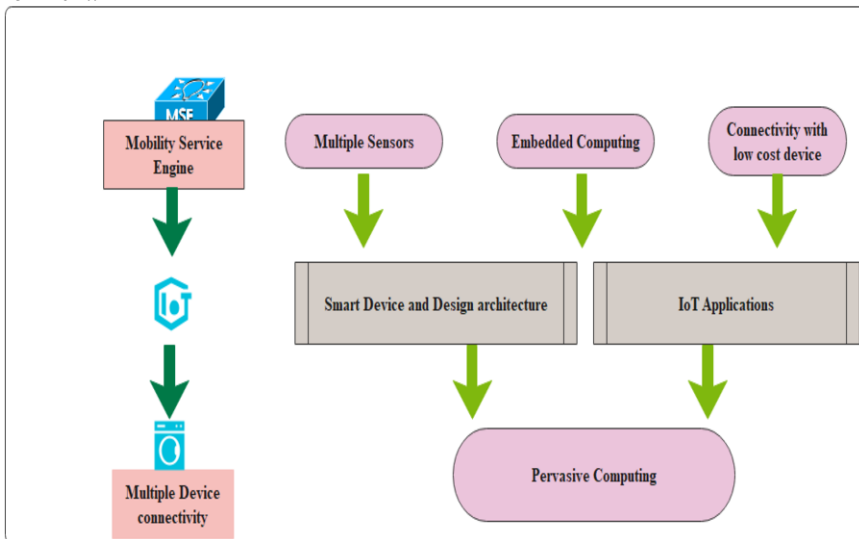 MSE
Mobility Service
Engine
Multiple Sensors
Embedded Computing
Connectivity with
low cost device
IoT
Smart Device and Design architecture
IoT Applications
Multiple Device
connectivity
Pervasive Computing